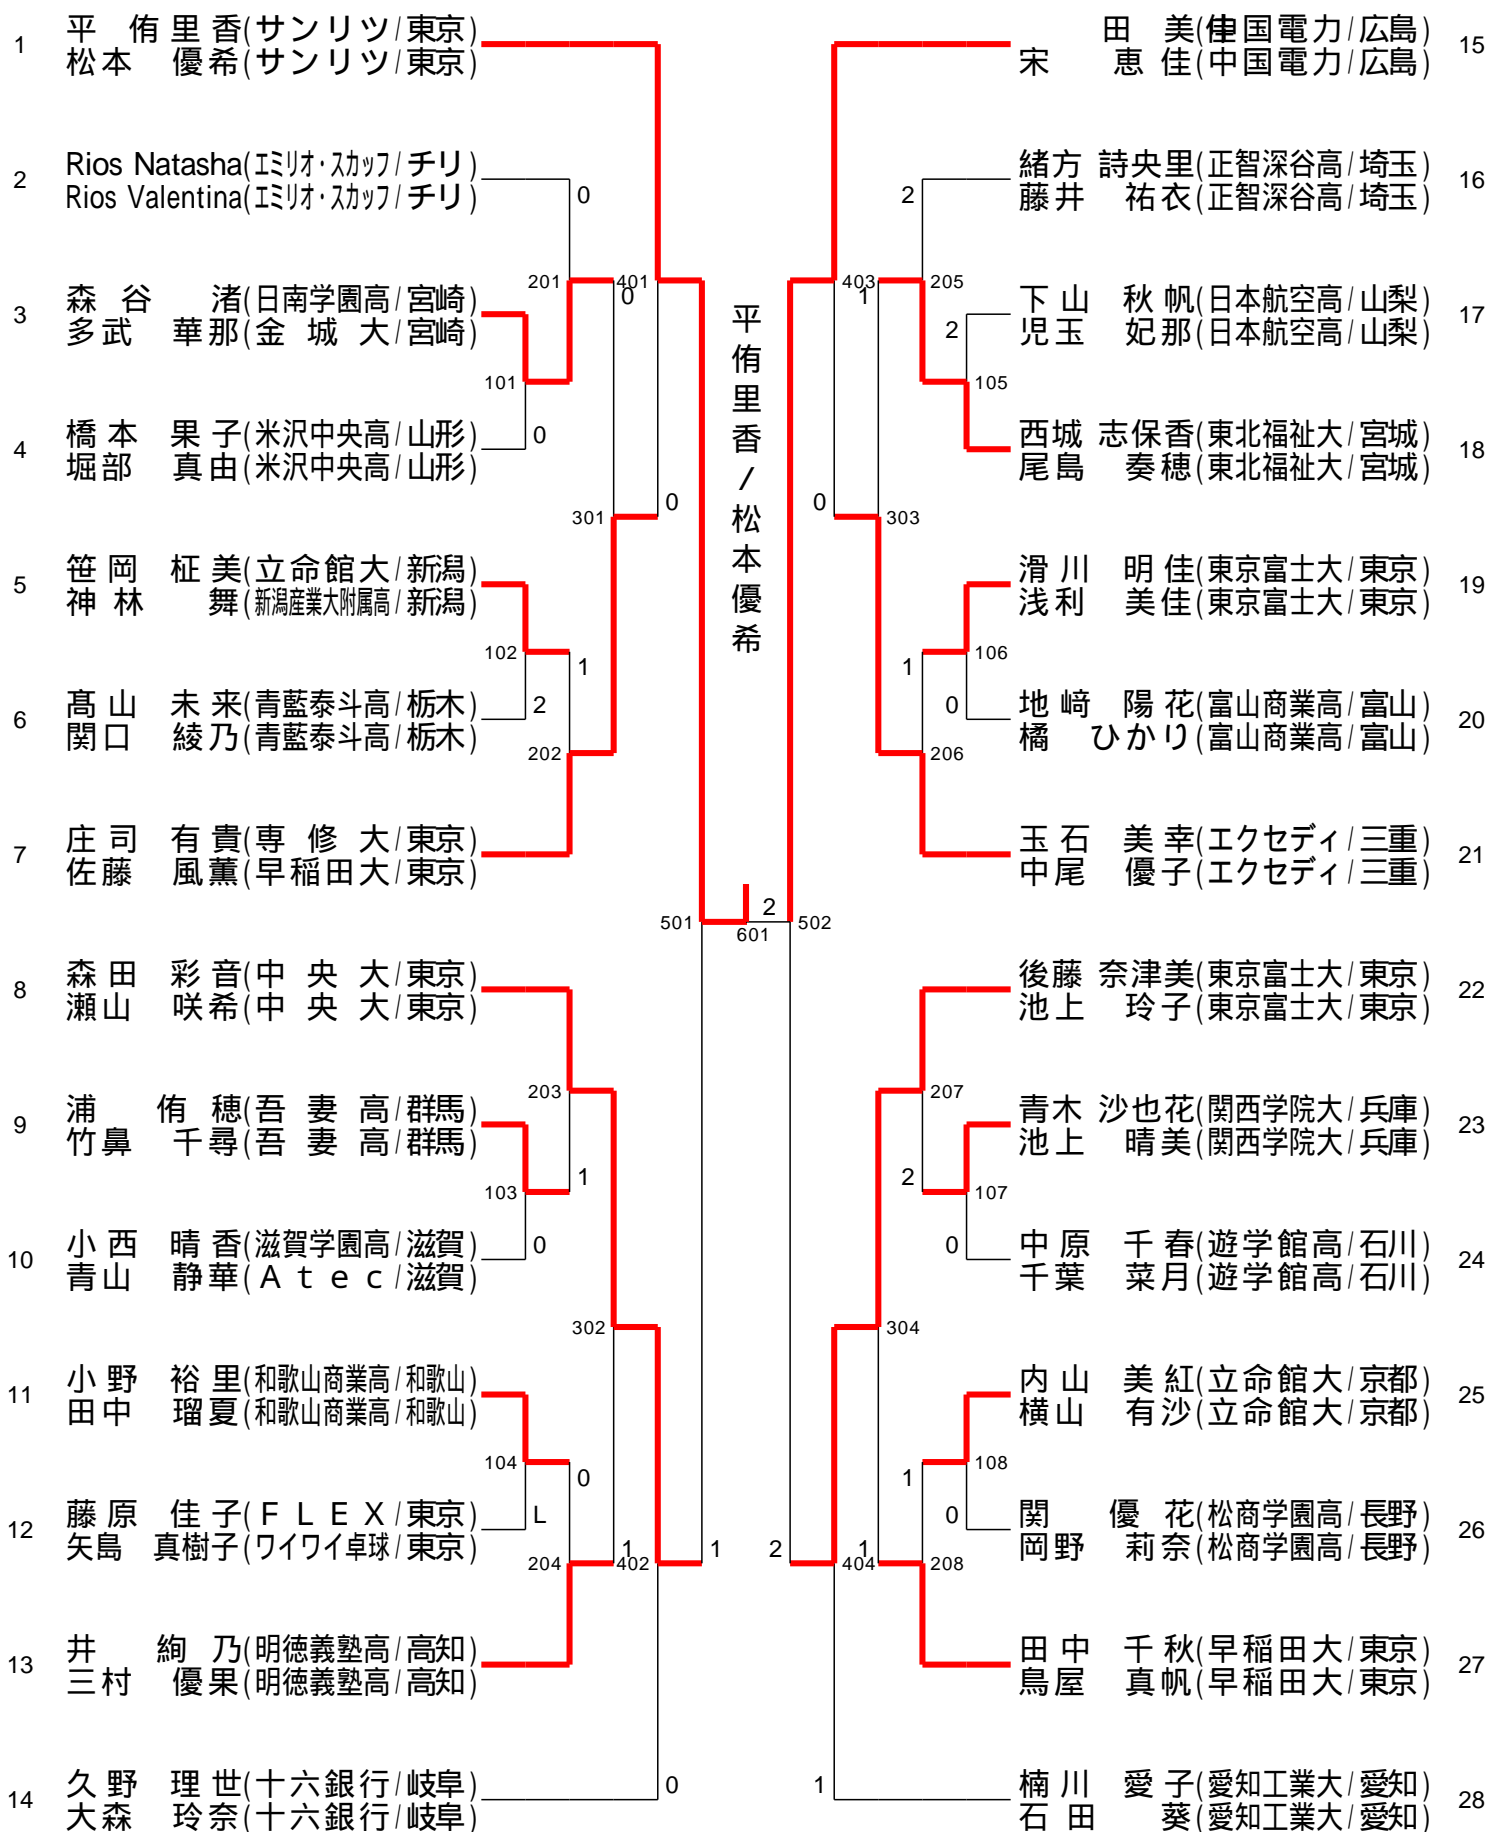 1
平 侑里香(サンリツ/東京)
松本 優希(サンリツ/東京)
2
Rios Natasha(エミリオ・スカッフ/チリ)
Rios Valentina(エミリオ・スカッフ/チリ)
0
3
森谷 渚(日南学園高/宮崎)
多武 華那(金城大/宮崎)
201
401
0
101
4
橋本 果子(米沢中央高/山形)
堀部 真由(米沢中央高/山形)
0
301
0
5
笹岡 柾美(立命館大/新潟)
神林 舞(新潟産業大附属高/新潟)
102
1
6
髙山 未来(青藍泰斗高/栃木)
関口 綾乃(青藍泰斗高/栃木)
2
202
7
庄司 有貴(専修大/東京)
佐藤 風薫(早稲田大/東京)
501
8
森田 彩音(中央大/東京)
瀬山 咲希(中央大/東京)
203
9
浦 侑穂(吾妻高/群馬)
竹鼻 千尋(吾妻高/群馬)
103
1
10
小西 晴香(滋賀学園高/滋賀)
青山 静華(Atec/滋賀)
0
302
11
小野 裕里(和歌山商業高/和歌山)
田中 瑠夏(和歌山商業高/和歌山)
104
0
12
藤原 佳子(FLEX/東京)
矢島 真樹子(ワイワイ卓球/東京)
L
204
1
402
1
13
井 絢乃(明徳義塾高/高知)
三村 優果(明徳義塾高/高知)
14
久野 理世(十六銀行/岐阜)
大森 玲奈(十六銀行/岐阜)
0
平侑里香/松本優希
2
601
田 美(中国電力/広島)
宋 恵佳(中国電力/広島)
15
緒方 詩央里(正智深谷高/埼玉)
藤井 祐衣(正智深谷高/埼玉)
16
2
403
1
205
下山 秋帆(日本航空高/山梨)
児玉 妃那(日本航空高/山梨)
17
2
105
西城 志保香(東北福祉大/宮城)
尾島 奏穂(東北福祉大/宮城)
18
0
303
滑川 明佳(東京富士大/東京)
浅利 美佳(東京富士大/東京)
19
1
106
0
地﨑 陽花(富山商業高/富山)
橘 ひかり(富山商業高/富山)
20
206
玉石 美幸(エクセディ/三重)
中尾 優子(エクセディ/三重)
21
502
後藤 奈津美(東京富士大/東京)
池上 玲子(東京富士大/東京)
22
207
青木 沙也花(関西学院大/兵庫)
池上 晴美(関西学院大/兵庫)
23
2
107
0
中原 千春(遊学館高/石川)
千葉 菜月(遊学館高/石川)
24
304
内山 美紅(立命館大/京都)
横山 有沙(立命館大/京都)
25
1
108
0
関 優花(松商学園高/長野)
岡野 莉奈(松商学園高/長野)
26
2
404
1
208
田中 千秋(早稲田大/東京)
鳥屋 真帆(早稲田大/東京)
27
1
楠川 愛子(愛知工業大/愛知)
石田 葵(愛知工業大/愛知)
28